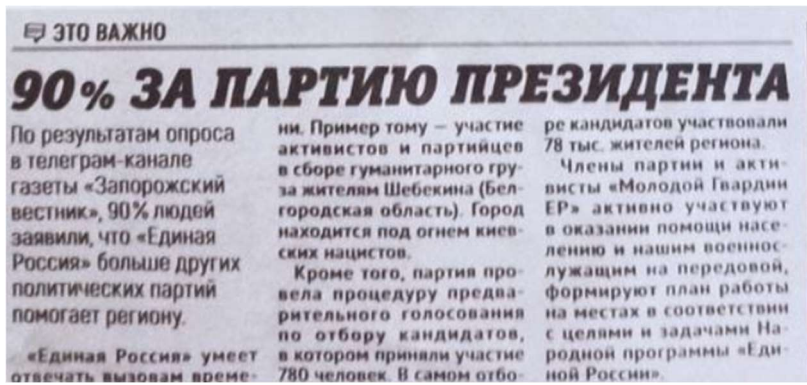 ЭТО ВАЖНО
90% ЗА ПАРТИЮ ПРЕЗИДЕНТА
По результатам опроса
в телеграм-канале
газеты «Запорожский
вестник», 90% людей
заявили, что «Единая
Россия» больше других
политических партий
помогает региону.
«Единая Россия» умеет
отвечать вызовам време-
ни. Пример тому – участие
активистов и партийцев
в сборе гуманитарного гру-
за жителям Шебекина (Бел-
городская область). Город
находится под огнем киев-
ских нацистов.
Кроме того, партия про-
вела процедуру предва-
рительного голосования
по отбору кандидатов,
в котором приняли участие
780 человек. В самом отбо-
ре кандидатов участвовали
78 тыс. жителей региона.
Члены партии и акти-
висты «Молодой Гвардии
ЕР» активно участвуют
в оказании помощи насе-
лению и нашим военнос-
лужащим на передовой,
формируют план работы
на местах в соответствии
с целями и задачами На-
родной программы «Еди-
ной России».